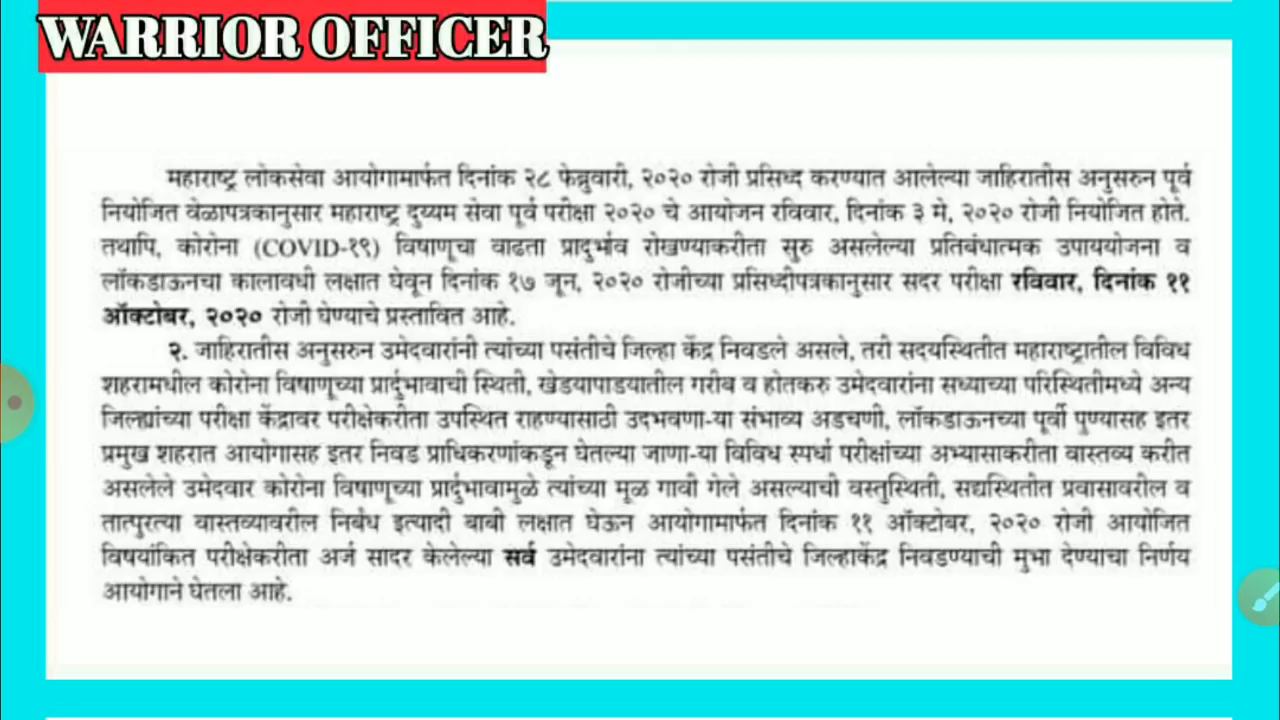 WARRIOR OFFICER
महाराष्ट्र लोकसेवा आयोगामार्फत दिनांक २८ फेब्रुवारी, २०२० रोजी प्रसिध्द करण्यात आलेल्या जाहिरातीस अनुसरुन पूर्व
नियोजित वेळापत्रकानुसार महाराष्ट्र दुय्यम सेवा पूर्व परीक्षा २०२० चे आयोजन रविवार, दिनांक ३ मे, २०२० रोजी नियोजित होते.
तथापि, कोरोना (COVID-१९) विषाणूचा वाढता प्रादुर्भाव रोखण्याकरीता सुरु असलेल्या प्रतिबंधात्मक उपाययोजना व
लॉकडाऊनचा कालावधी लक्षात घेवून दिनांक १७ जून, २०२० रोजीच्या प्रसिध्दीपत्रकानुसार सदर परीक्षा रविवार, दिनांक ११
ऑक्टोबर, २०२० रोजी घेण्याचे प्रस्तावित आहे.
२. जाहिरातीस अनुसरुन उमेदवारांनी त्यांच्या पसंतीचे जिल्हा केंद्र निवडले असले, तरी सदयस्थितीत महाराष्ट्रातील विविध
शहरामधील कोरोना विषाणूच्या प्रार्दुभावाची स्थिती, खेडयापाडयातील गरीब व होतकरु उमेदवारांना सध्याच्या परिस्थितीमध्ये अन्य
जिल्ह्यांच्या परीक्षा केंद्रावर परीक्षेकरीता उपस्थित राहण्यासाठी उदभवणा-या संभाव्य अडचणी, लॉकडाऊनच्या पूर्वी पुण्यासह इतर
प्रमुख शहरात आयोगासह इतर निवड प्राधिकरणांकडून घेतल्या जाणा-या विविध स्पर्धा परीक्षांच्या अभ्यासाकरीता वास्तव्य करीत
असलेले उमेदवार कोरोना विषाणूच्या प्रार्दुभावामुळे त्यांच्या मूळ गावी गेले असल्याची वस्तुस्थिती, सद्यस्थितीत प्रवासावरील व
तात्पुरत्या वास्तव्यावरील निर्बंध इत्यादी बाबी लक्षात घेऊन आयोगामार्फत दिनांक ११ ऑक्टोबर, २०२० रोजी आयोजित
विषयांकित परीक्षेकरीता अर्ज सादर केलेल्या सर्व उमेदवारांना त्यांच्या पसंतीचे जिल्हाकेंद्र निवडण्याची मुभा देण्याचा निर्णय
आयोगाने घेतला आहे.